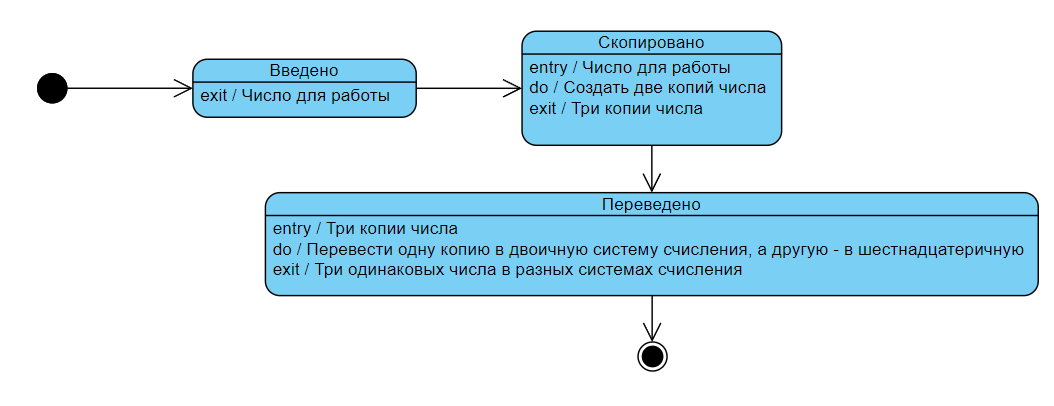 Введено
exit / Число для работы
Скопировано
entry / Число для работы
do / Создать две копий числа
exit / Три копии числа
Переведено
entry / Три копии числа
do / Перевести одну копию в двоичную систему счисления, а другую - в шестнадцатеричную
exit / Три одинаковых числа в разных системах счисления